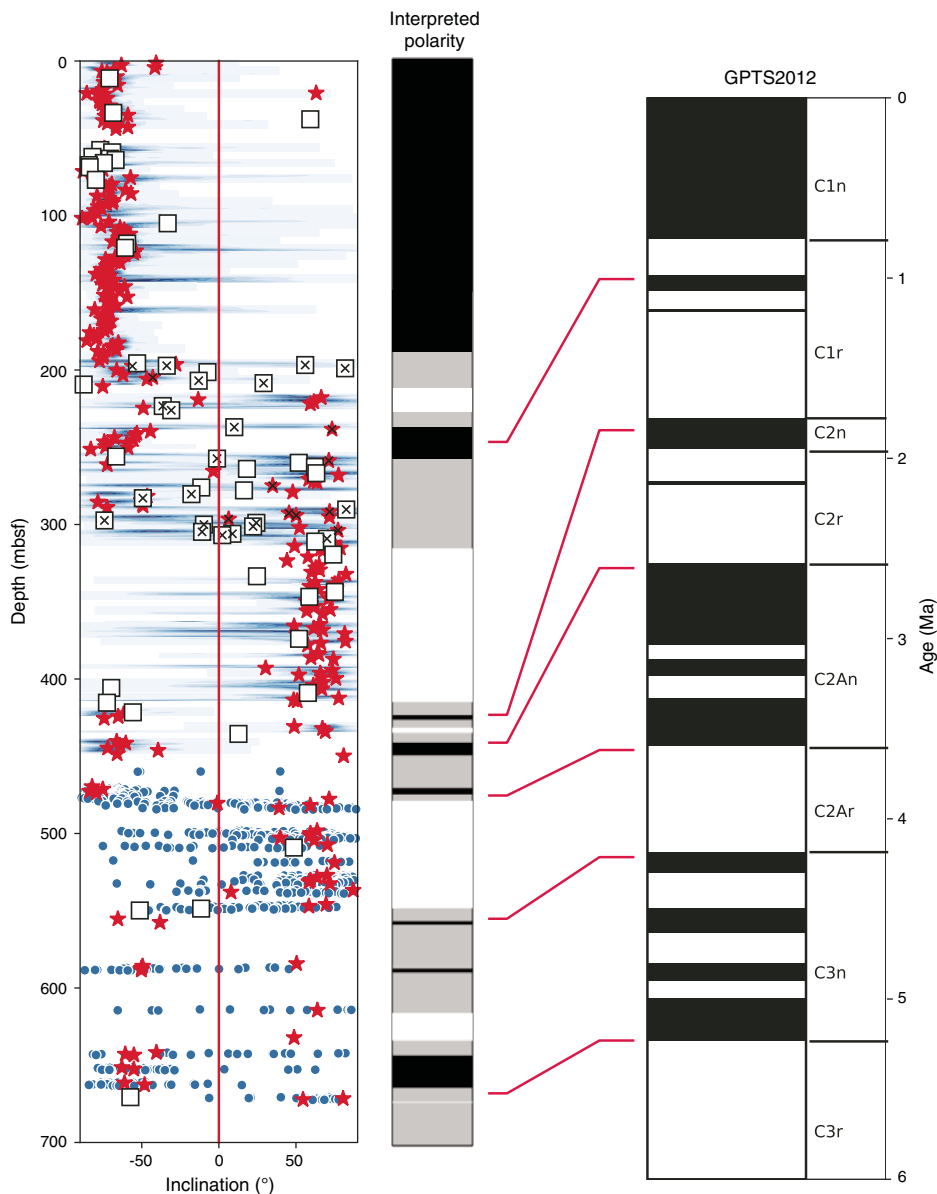 Interpreted
polarity
GPTS2012
0
100
200
300
400
500
600
700
Depth (mbsf)
-50
0
50
Inclination (°)
C1n
C1r
C2n
C2r
C2An
C2Ar
C3n
C3r
0
1
2
3
4
5
6
Age (Ma)